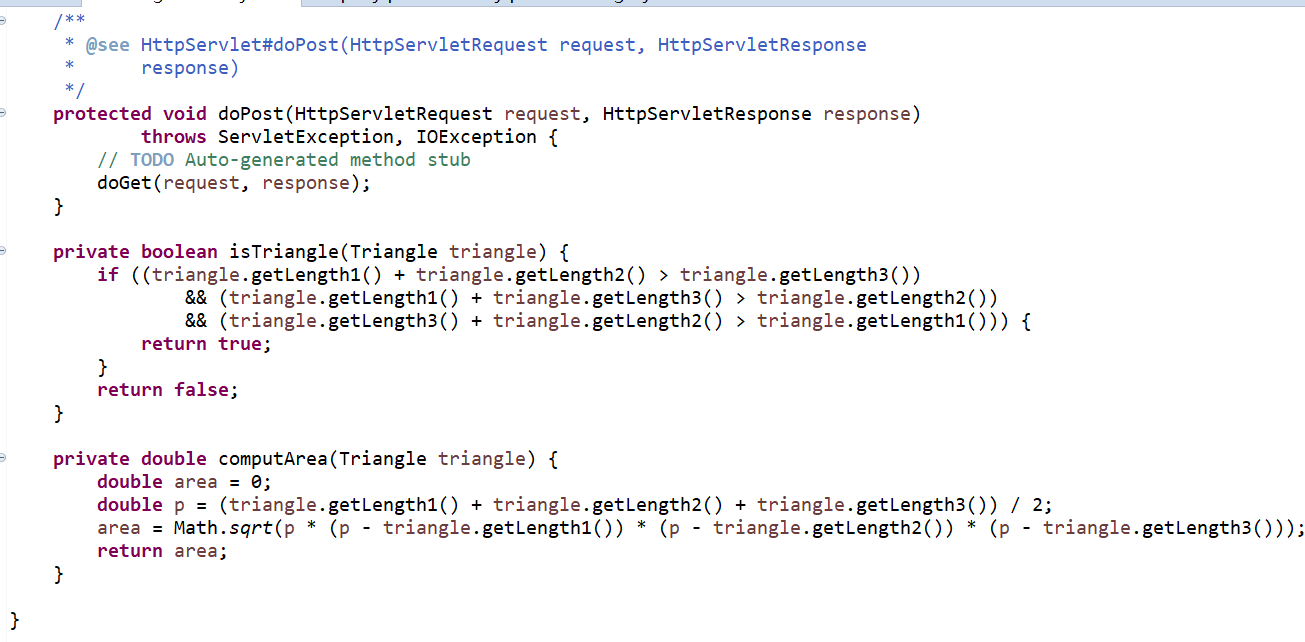 /**
 * @see HttpServlet#doPost(HttpServletRequest request, HttpServletResponse
 *      response)
 */
protected void doPost(HttpServletRequest request, HttpServletResponse response)
        throws ServletException, IOException {
    // TODO Auto-generated method stub
    doGet(request, response);
}
private boolean isTriangle(Triangle triangle) {
    if ((triangle.getLength1() + triangle.getLength2() > triangle.getLength3())
            && (triangle.getLength1() + triangle.getLength3() > triangle.getLength2())
            && (triangle.getLength3() + triangle.getLength2() > triangle.getLength1())) {
        return true;
    }
    return false;
}
private double computArea(Triangle triangle) {
    double area = 0;
    double p = (triangle.getLength1() + triangle.getLength2() + triangle.getLength3()) / 2;
    area = Math.sqrt(p * (p - triangle.getLength1()) * (p - triangle.getLength2()) * (p - triangle.getLength3()));
    return area;
}
}